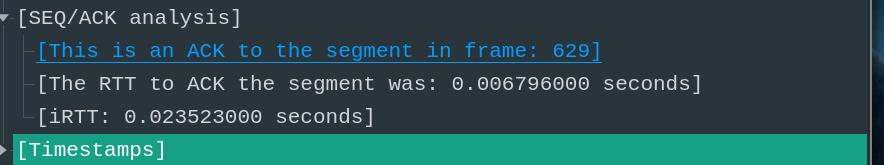 [SEQ/ACK analysis]
[This is an ACK to the segment in frame: 629]
[The RTT to ACK the segment was: 0.006796000 seconds]
[iRTT: 0.023523000 seconds]
[Timestamps]